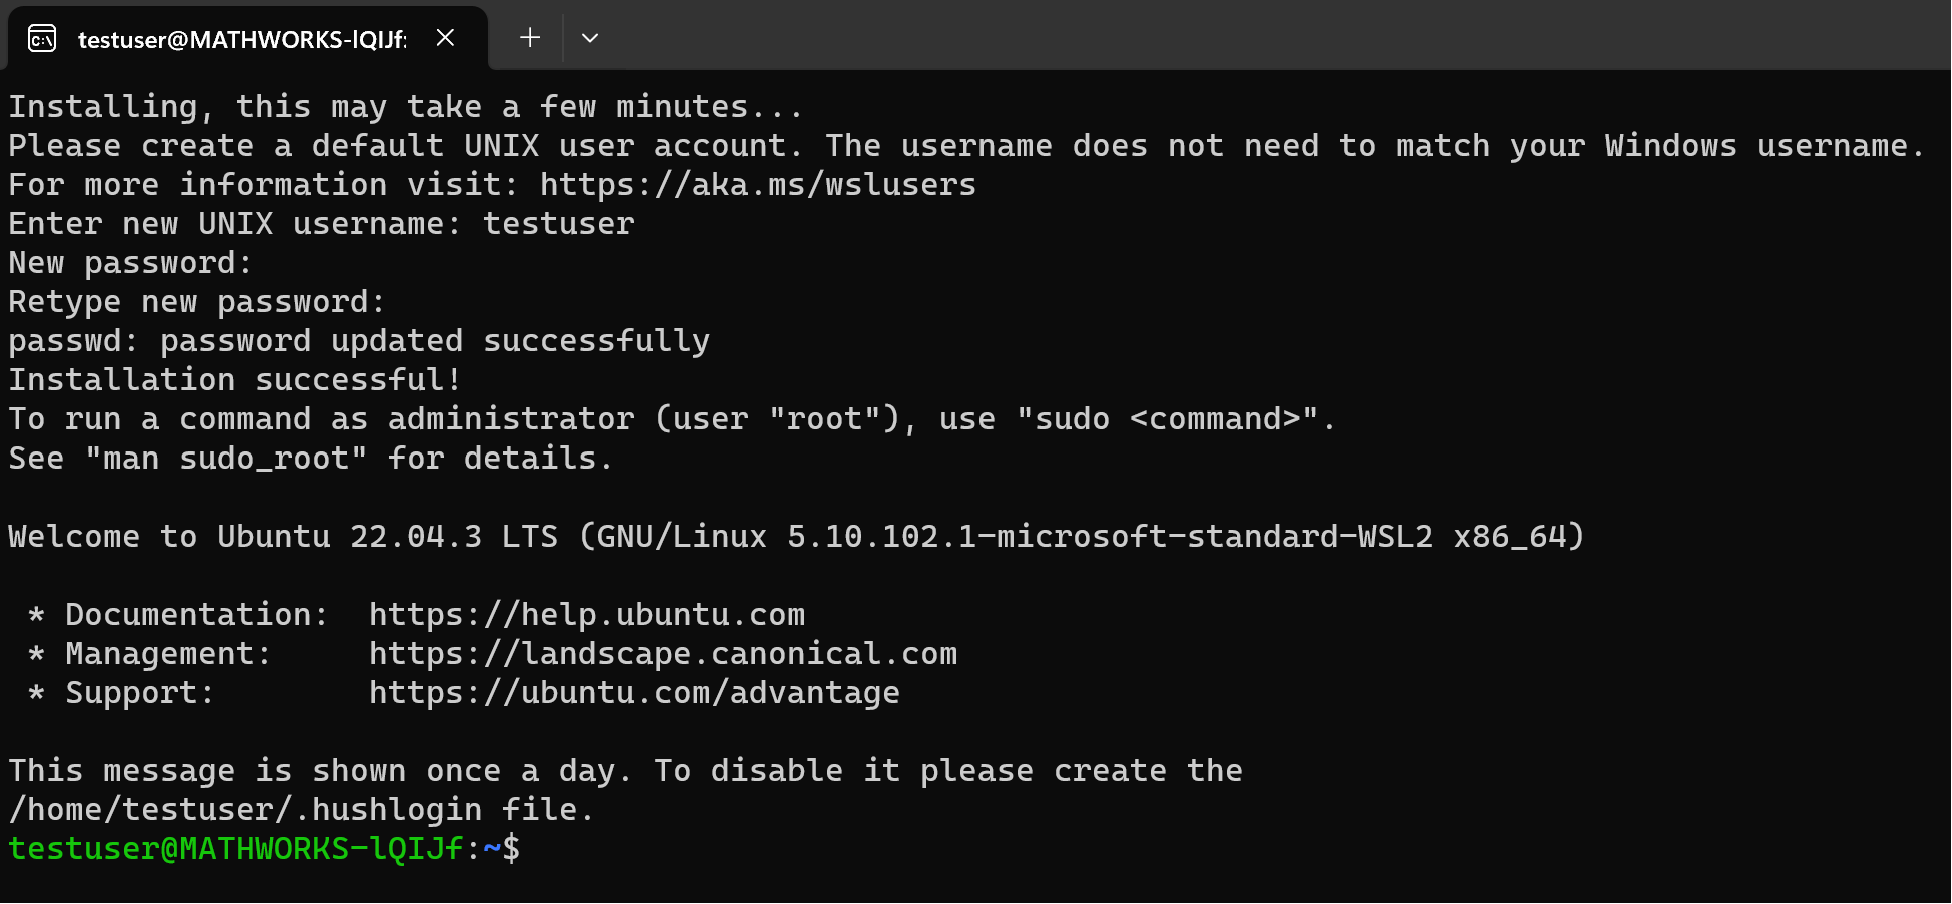 testuser@MATHWORKS-lQIJf:
Installing, this may take a few minutes...
Please create a default UNIX user account. The username does not need to match your Windows username.
For more information visit: https://aka.ms/wslusers
Enter new UNIX username: testuser
New password:
Retype new password:
passwd: password updated successfully
Installation successful!
To run a command as administrator (user "root"), use "sudo <command>".
See "man sudo_root" for details.

Welcome to Ubuntu 22.04.3 LTS (GNU/Linux 5.10.102.1-microsoft-standard-WSL2 x86_64)

 * Documentation:  https://help.ubuntu.com
 * Management:     https://landscape.canonical.com
 * Support:        https://ubuntu.com/advantage

This message is shown once a day. To disable it please create the
/home/testuser/.hushlogin file.
testuser@MATHWORKS-lQIJf:~$